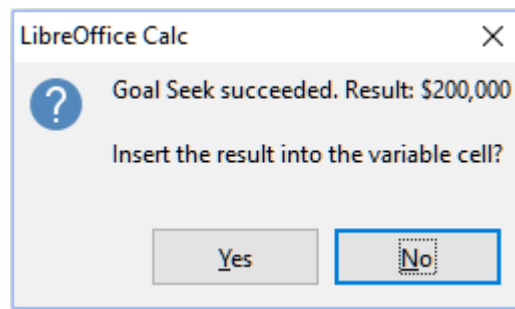 LibreOffice Calc
Goal Seek succeeded. Result: $200,000
Insert the result into the variable cell?
Yes
No